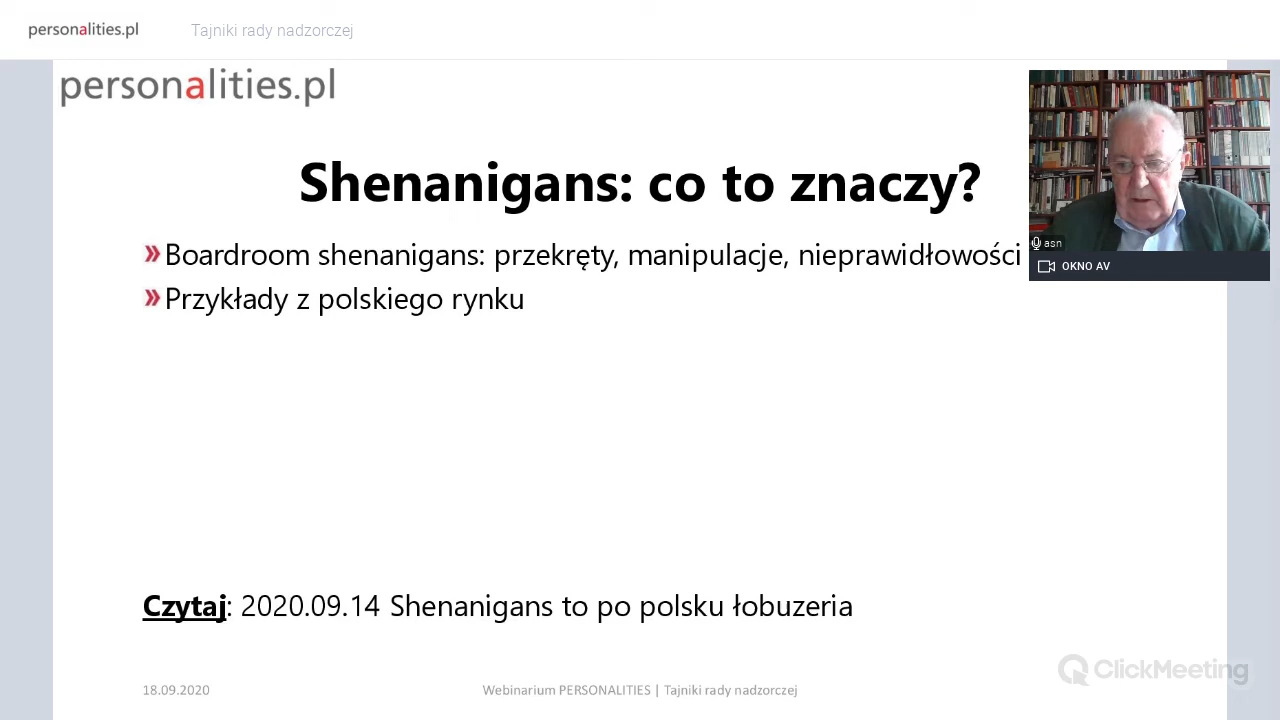 personalities.pl
Tajniki rady nadzorczej
personalities.pl
Shenanigans: co to znaczy?
» Boardroom shenanigans: przekręty, manipulacje, nieprawidłowości
» Przykłady z polskiego rynku
asn
OKNO AV
Czytaj: 2020.09.14 Shenanigans to po polsku łobuzeria
ClickMeeting
18.09.2020
Webinarium PERSONALITIES | Tajniki rady nadzorczej